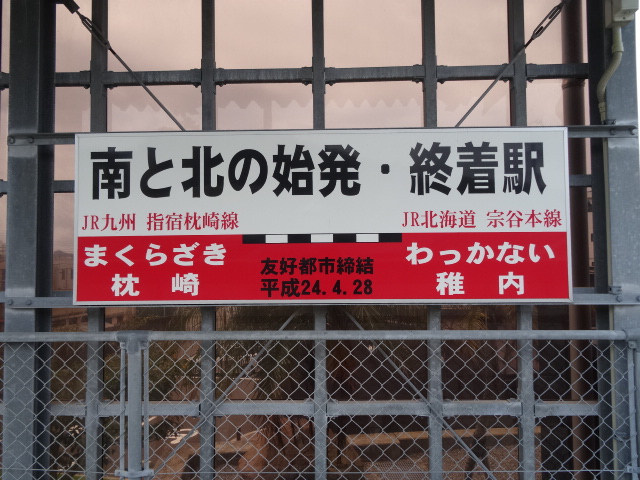 南と北の始発・終着駅
JR九州 指宿枕崎線
JR北海道 宗谷本線
まくらざき
枕崎
友好都市締結
平成24.4.28
わっかない
稚内